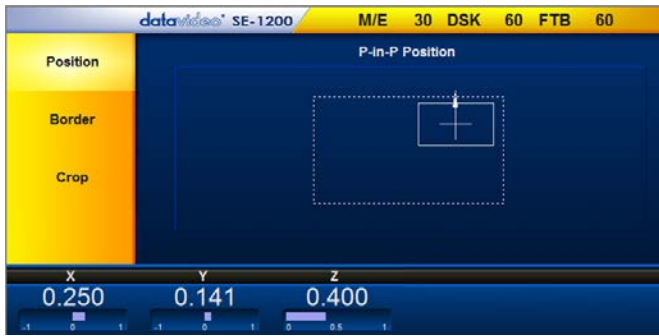 datavideo SE-1200 M/E 30 DSK 60 FTB 60
Position
P-in-P Position
Border
Crop
X Y Z
0.250 0.141 0.400
-1 0 1 -1 0 1 0 0.5 1